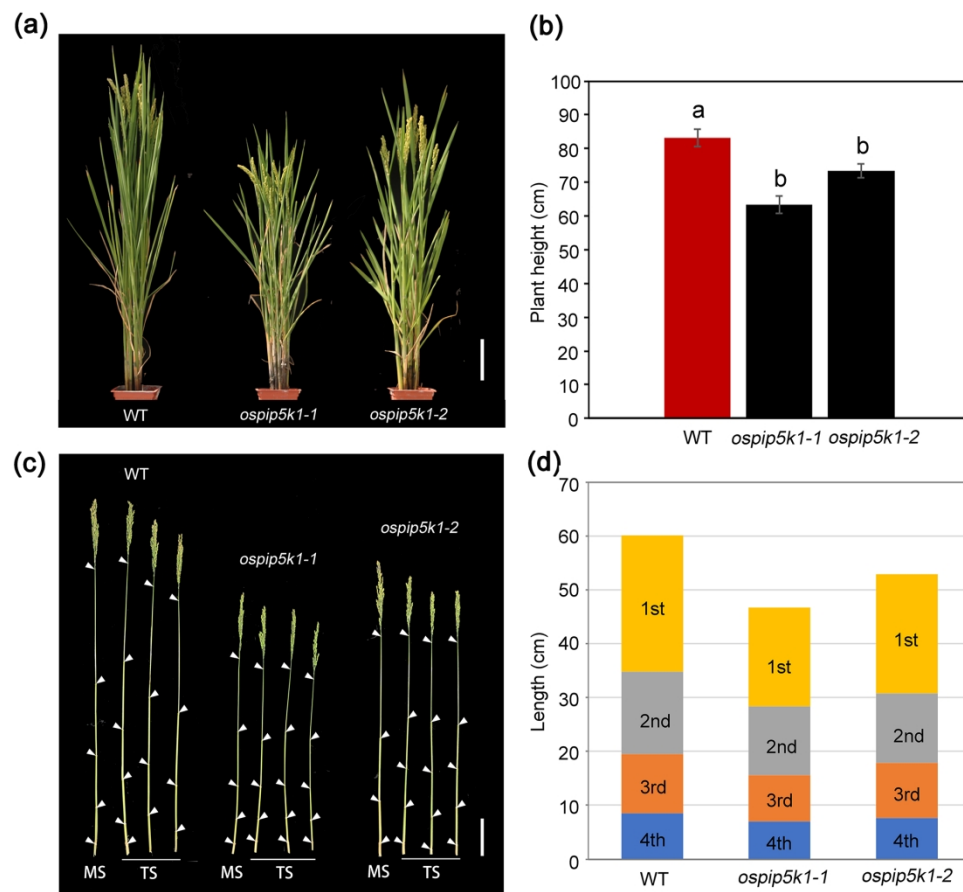 (a)
WT
ospip5k1-1
ospip5k1-2
(b)
100
90
80
70
60
50
40
30
20
10
0
Plant height (cm)
a
b
b
WT
ospip5k1-1
ospip5k1-2
(c)
WT
ospip5k1-1
ospip5k1-2
MS
TS
MS
TS
MS
TS
(d)
70
60
50
40
30
20
10
0
Length (cm)
1st
2nd
3rd
4th
1st
2nd
3rd
4th
1st
2nd
3rd
4th
WT
ospip5k1-1
ospip5k1-2